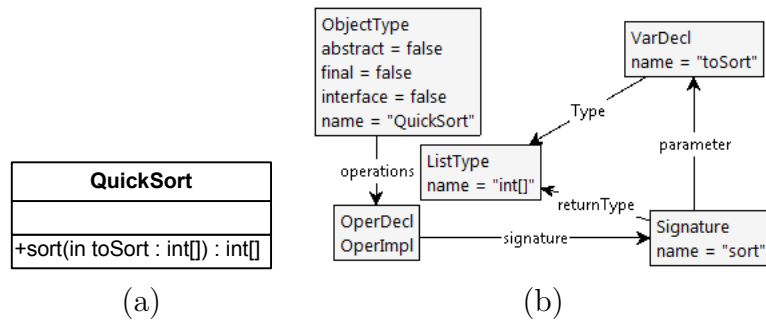 QuickSort
+sort(in toSort : int[]) : int[]
(a)
ObjectType
abstract = false
final = false
interface = false
name = "QuickSort"
VarDecl
name = "toSort"
Type
operations
ListType
name = "int[]"
parameter
returnType
OperDecl
OperImpl
signature
Signature
name = "sort"
(b)